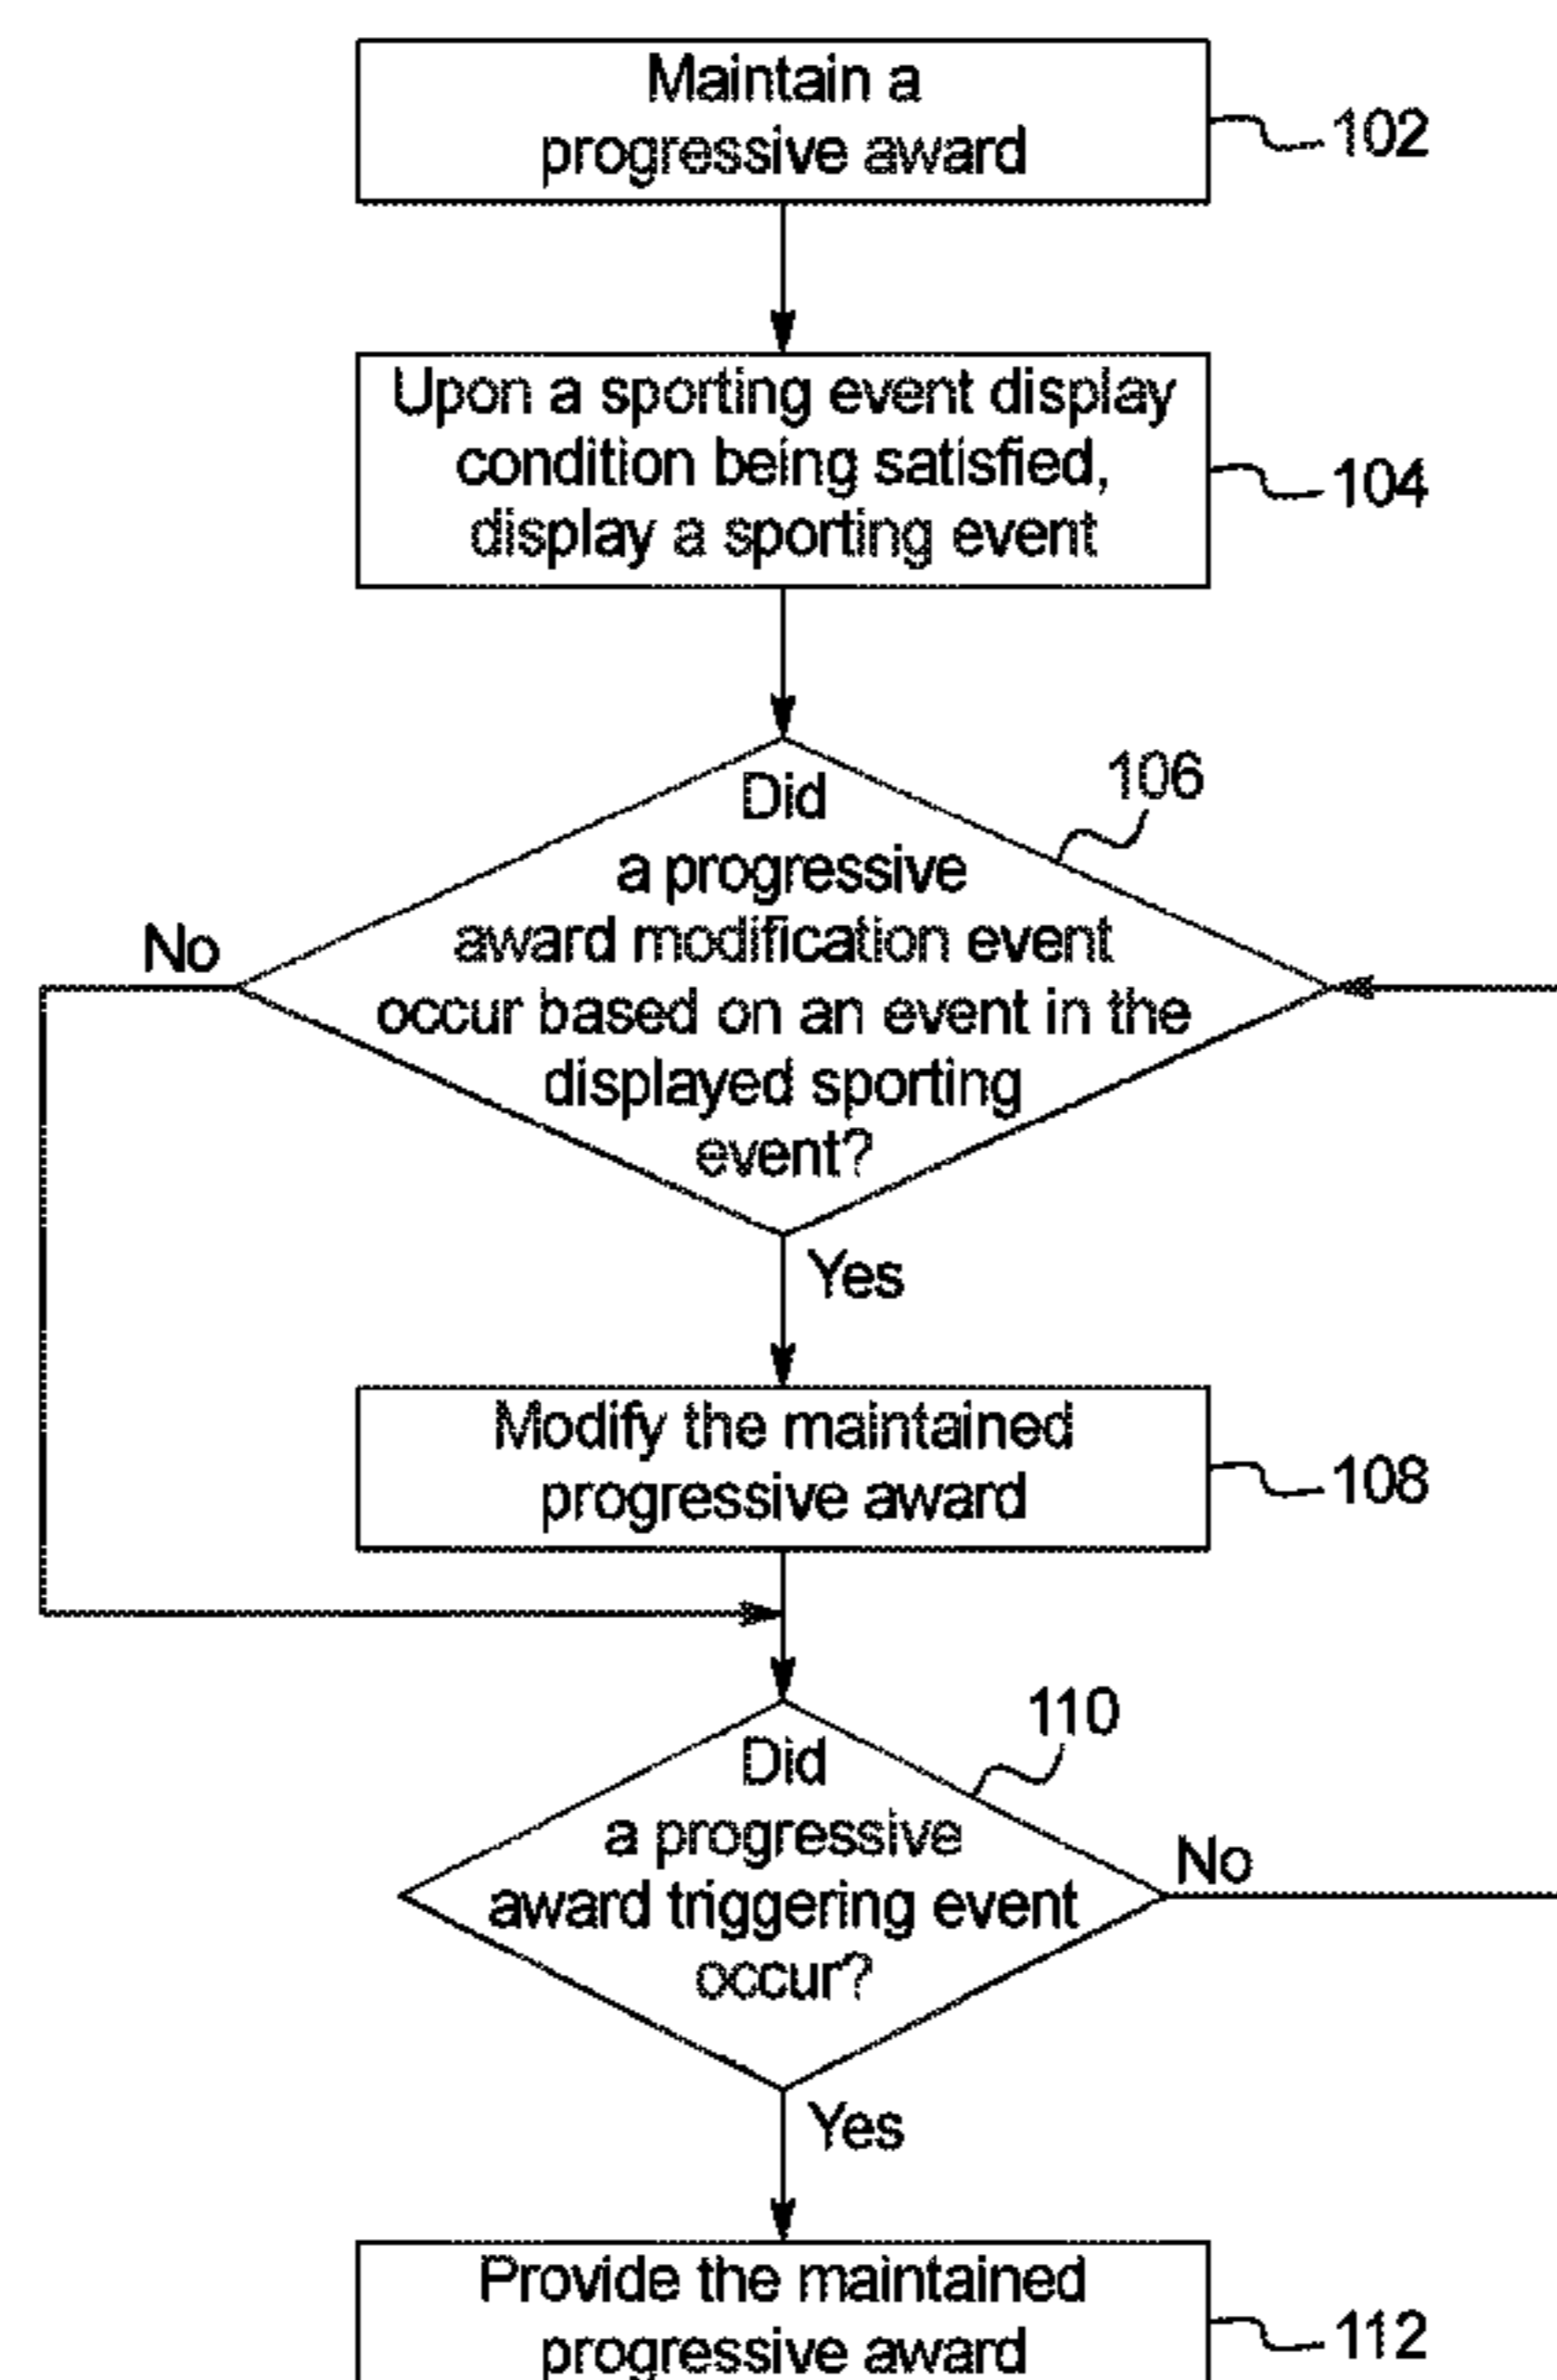 Maintain a
progressive award
102
Upon a sporting event display
condition being satisfied,
display a sporting event
104
106
Did
a progressive
award modification event
occur based on an event in the
displayed sporting
event?
No
Yes
Modify the maintained
progressive award
108
110
Did
a progressive
award triggering event
occur?
No
Yes
Provide the maintained
progressive award
112